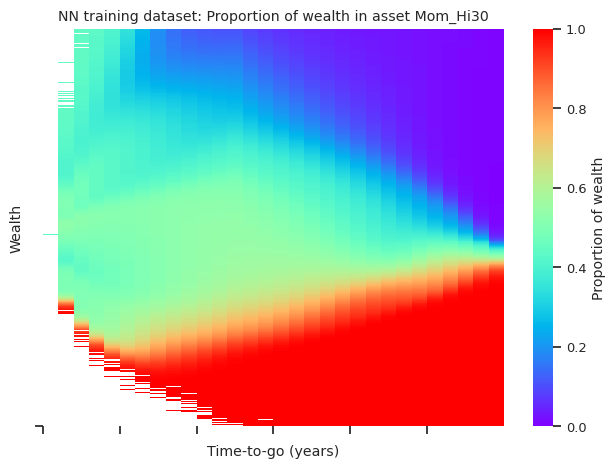 NN training dataset: Proportion of wealth in asset Mom_Hi30
Wealth
Time-to-go (years)
1.0
0.8
0.6
0.4
0.2
0.0
Proportion of wealth